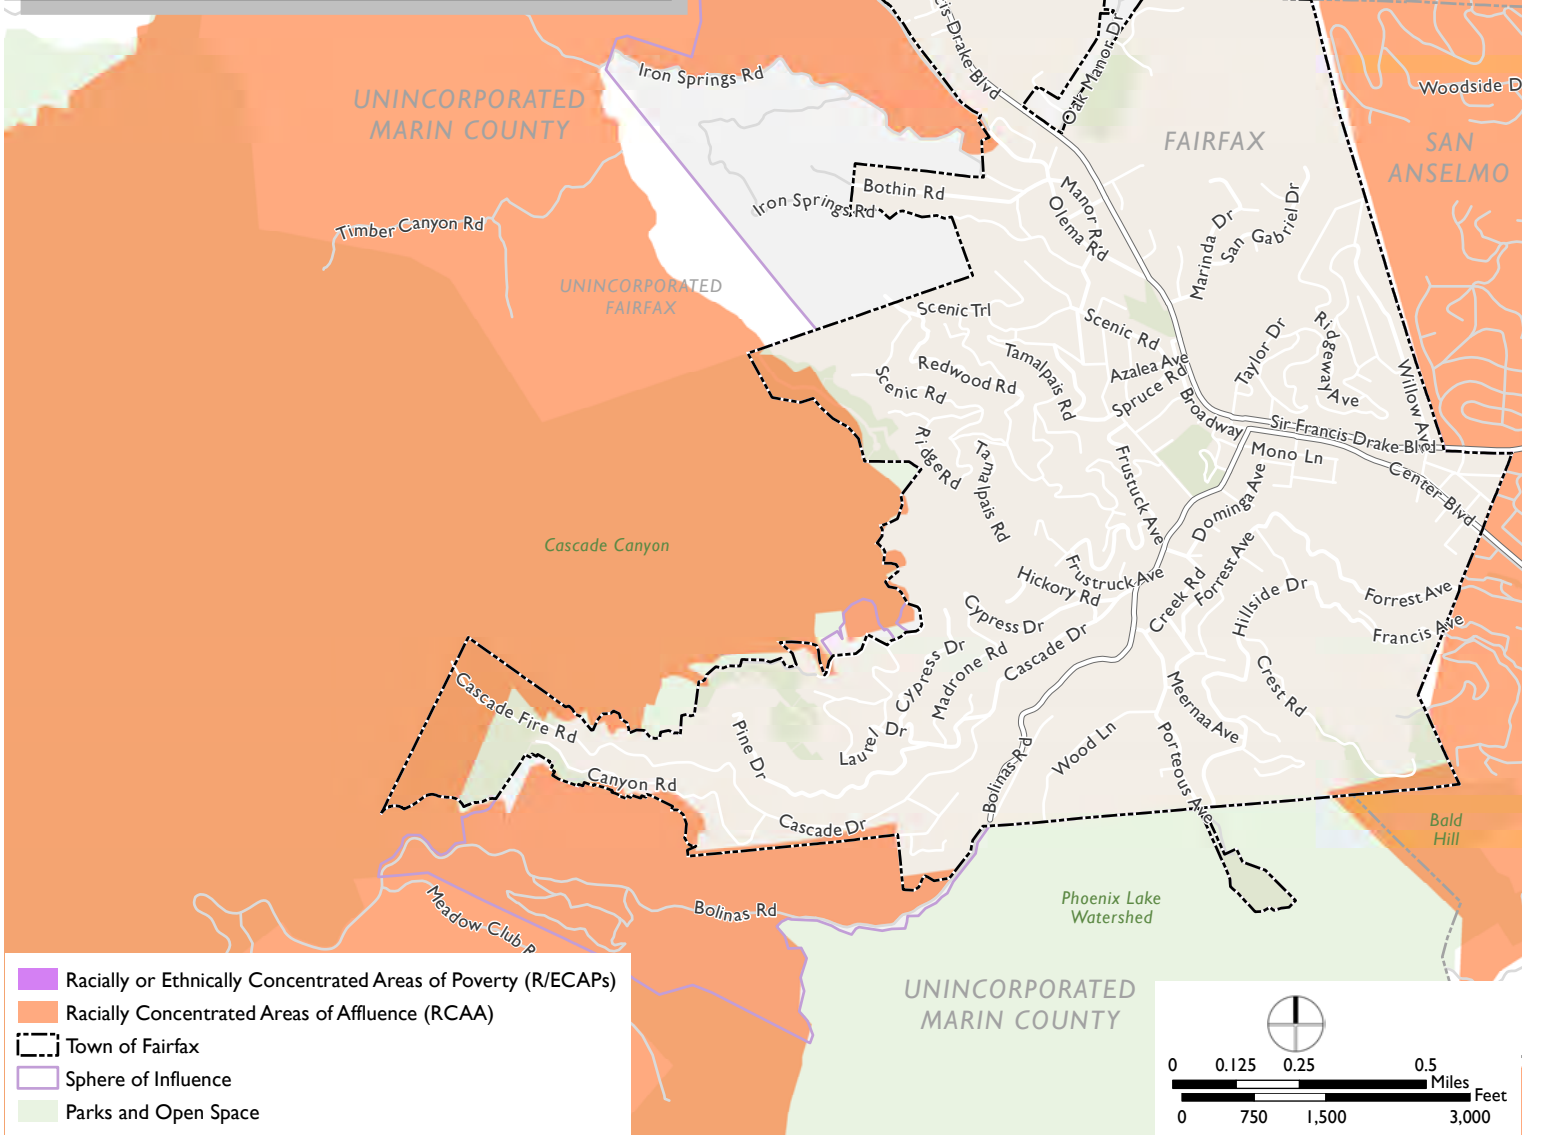 cis-Drake-Blvd
Oak-Manor Dr
Iron Springs Rd
Woodside D
UNINCORPORATED
MARIN COUNTY
FAIRFAX
SAN
ANSELMO
Bothin Rd
Iron Springs Rd
Manor Rd
Olema Rd
Marinda Dr
San Gabriel Dr
Timber Canyon Rd
UNINCORPORATED
FAIRFAX
Scenic Trl
Scenic Rd
Taylor Dr
Ridgeway Ave
Tamalpais Rd
Redwood Rd
Azalea Ave
Spruce Rd
Scenic Rd
Willow Ave
Broadway
Sir Francis Drake Blvd
Mono Ln
Center Blvd
Ridge Rd
Tamalpais Rd
Frustuck Ave
Dominga Ave
Cascade Canyon
Frustruck Ave
Hickory Rd
Creek Rd
Forrest Ave
Hillside Dr
Forrest Ave
Francis Ave
Cypress Dr
Cascade Dr
Cypress Dr
Madrone Rd
Crest Rd
Meernaa Ave
Cascade Fire Rd
Pine Dr
Laurel Dr
Wood Ln
Porteous Ave
Bolinas Rd
Canyon Rd
Cascade Dr
Bald
Hill
Phoenix Lake
Watershed
Bolinas Rd
Meadow Club R
UNINCORPORATED
MARIN COUNTY
Racially or Ethnically Concentrated Areas of Poverty (R/ECAPs)
Racially Concentrated Areas of Affluence (RCAA)
Town of Fairfax
Sphere of Influence
Parks and Open Space
0 0.125 0.25 0.5
Miles
Feet
0 750 1,500 3,000